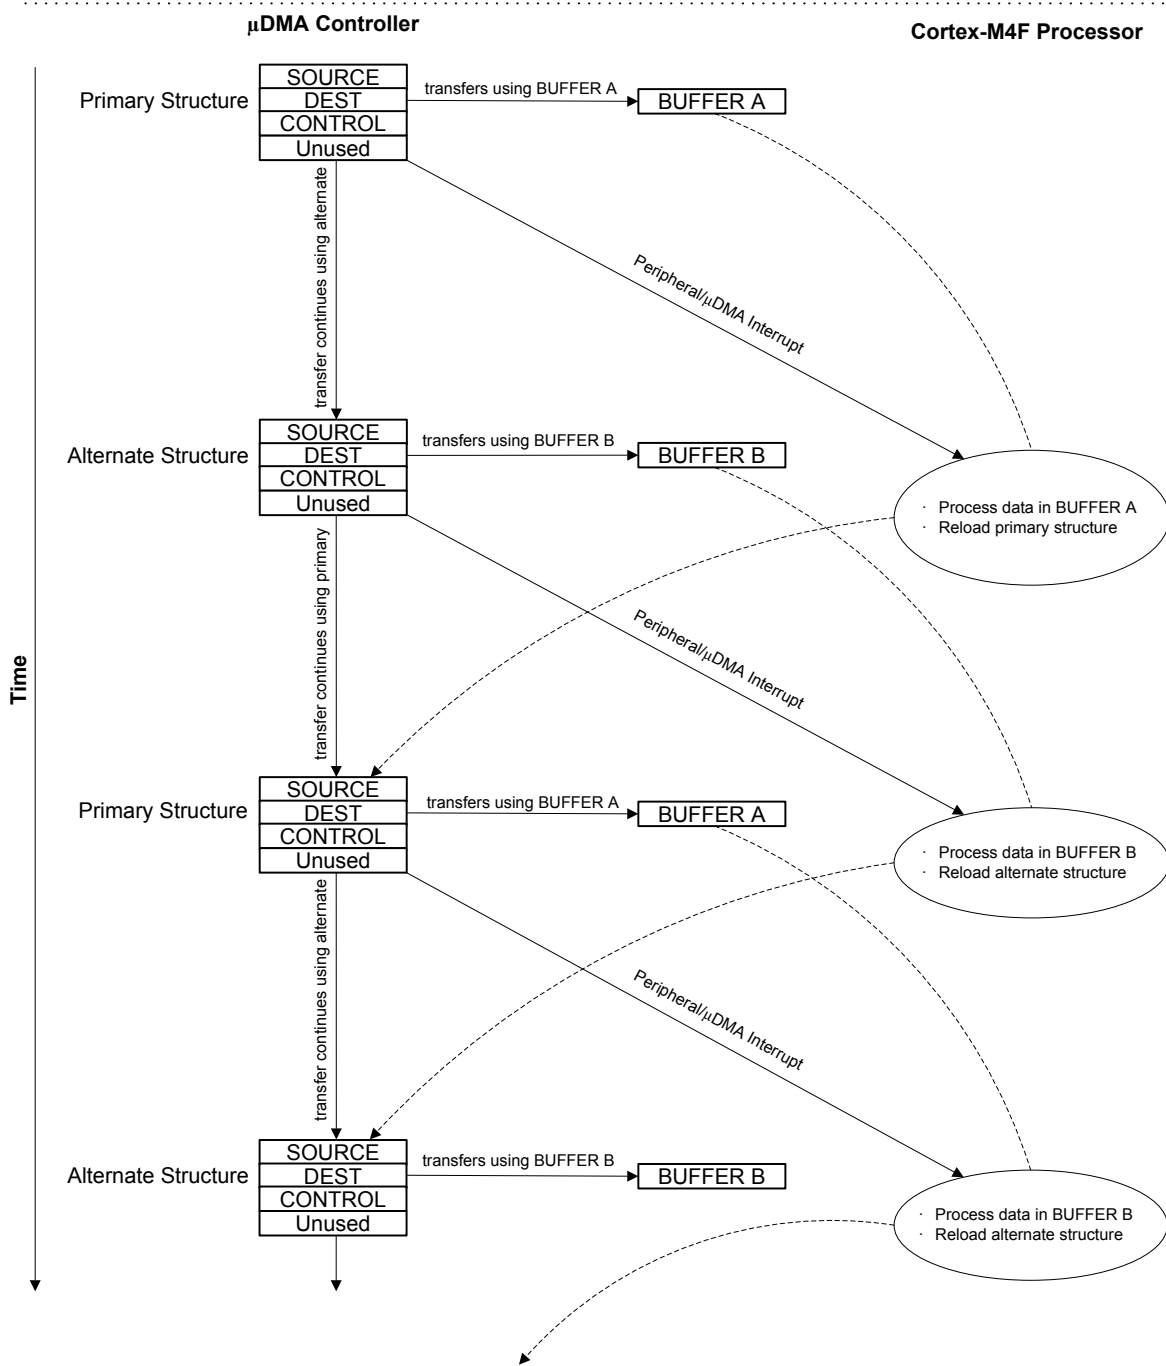 μDMA Controller
Cortex-M4F Processor
Primary Structure
SOURCE
DEST
CONTROL
Unused
transfers using BUFFER A
BUFFER A
transfer continues using alternate
Peripheral/μDMA Interrupt
Alternate Structure
SOURCE
DEST
CONTROL
Unused
transfers using BUFFER B
BUFFER B
· Process data in BUFFER A
· Reload primary structure
transfer continues using primary
Peripheral/μDMA Interrupt
Time
Primary Structure
SOURCE
DEST
CONTROL
Unused
transfers using BUFFER A
BUFFER A
· Process data in BUFFER B
· Reload alternate structure
transfer continues using alternate
Peripheral/μDMA Interrupt
Alternate Structure
SOURCE
DEST
CONTROL
Unused
transfers using BUFFER B
BUFFER B
· Process data in BUFFER B
· Reload alternate structure